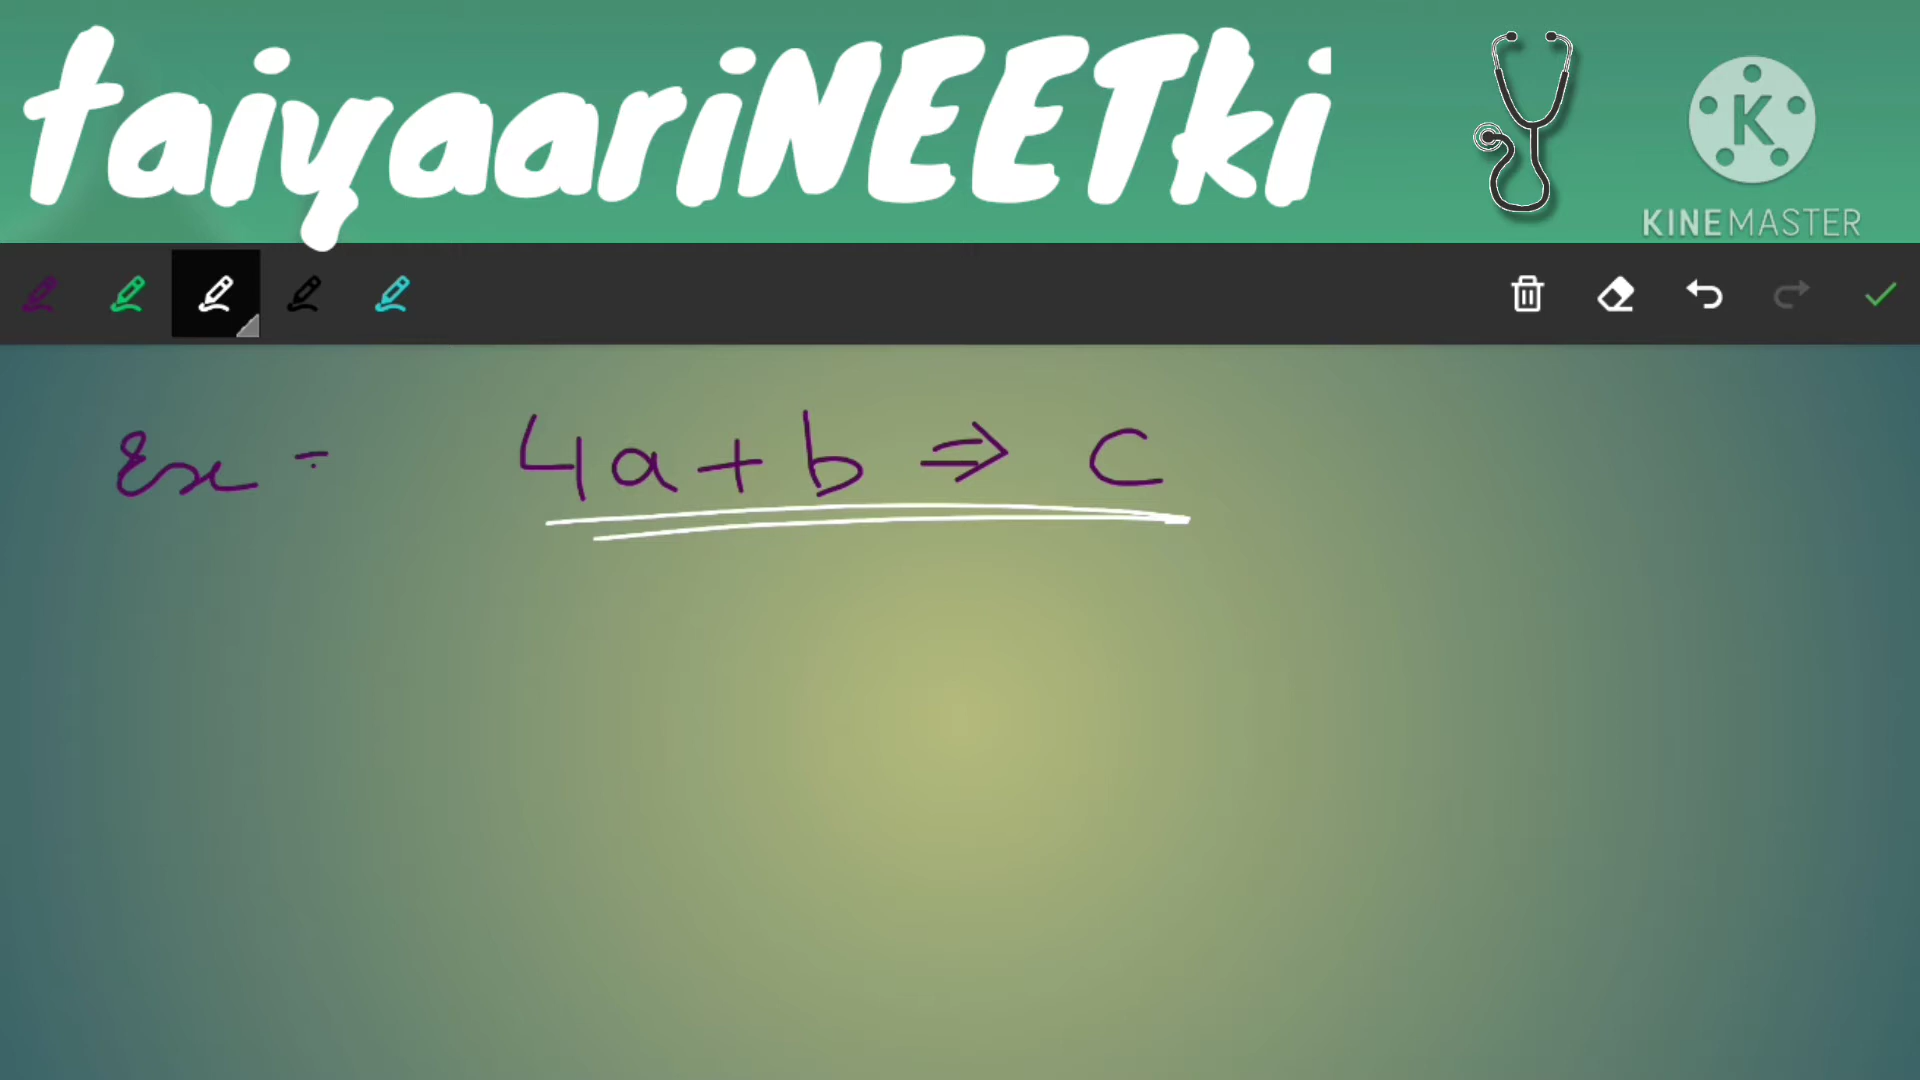 taiyaariNEETki
K
KINEMASTER
Ex - 4a + b ⇒ c